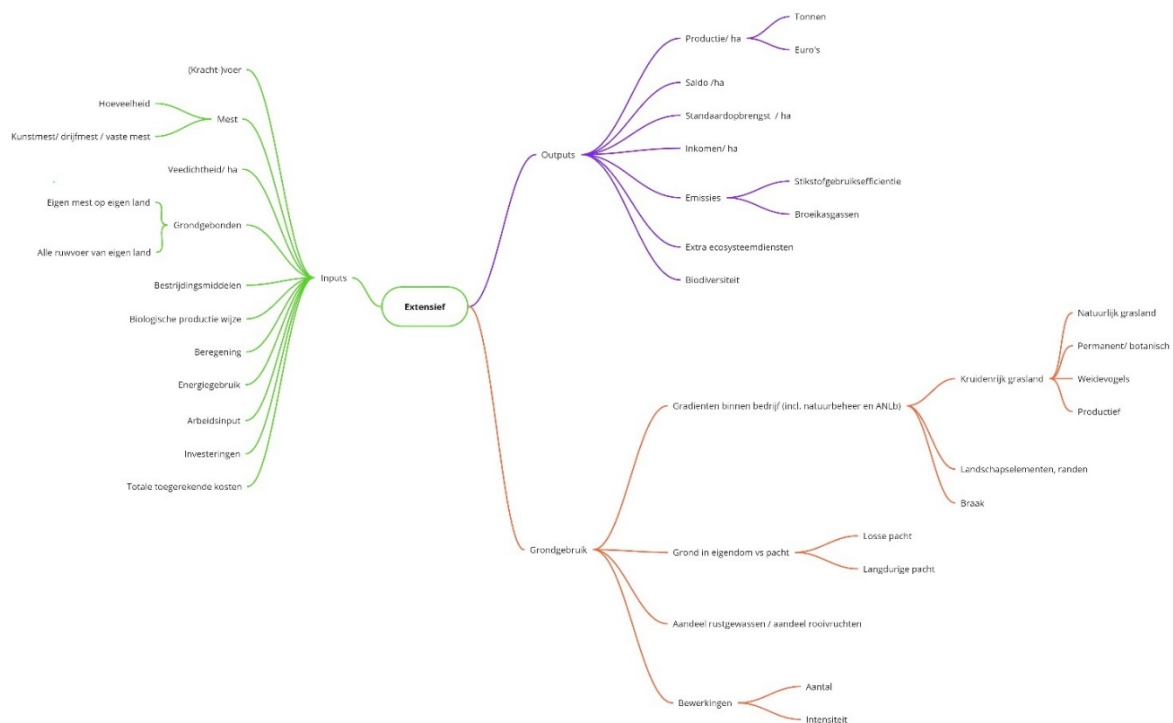 Extensief
Inputs
(Kracht-)voer
Mest
Hoeveelheid
Kunstmest/ drijfmest / vaste mest
Veedichtheid/ ha
Grondgebonden
Eigen mest op eigen land
Alle ruwvoer van eigen land
Bestrijdingsmiddelen
Biologische productie wijze
Beregening
Energiegebruik
Arbeidsinput
Investeringen
Totale toegerekende kosten
Outputs
Productie/ ha
Tonnen
Euro's
Saldo /ha
Standaardopbrengst / ha
Inkomen/ ha
Emissies
Stikstofgebruiksefficientie
Broeikasgassen
Extra ecosysteemdiensten
Biodiversiteit
Grondgebruik
Gradienten binnen bedrijf (incl. natuurbeheer en ANLb)
Kruidenrijk grasland
Natuurlijk grasland
Permanent/ botanisch
Weidevogels
Productief
Landschapselementen, randen
Braak
Grond in eigendom vs pacht
Losse pacht
Langdurige pacht
Aandeel rustgewassen / aandeel rooivruchten
Bewerkingen
Aantal
Intensiteit